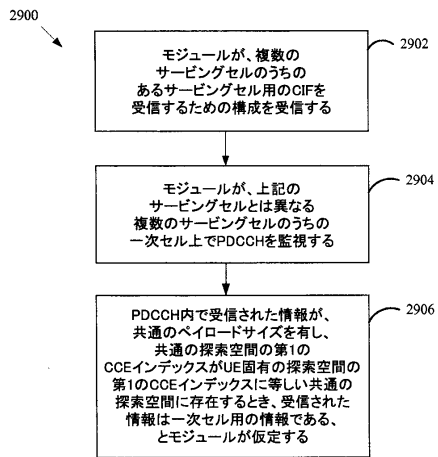 2900
2902
モジュールが、複数の
サービングセルのうちの
あるサービングセル用のCIFを
受信するための構成を受信する
2904
モジュールが、上記の
サービングセルとは異なる
複数のサービングセルのうちの
一次セル上でPDCCHを監視する
2906
PDCCH内で受信された情報が、
共通のペイロードサイズを有し、
共通の探索空間の第1の
CCEインデックスがUE固有の探索空間の
第1のCCEインデックスに等しい共通の
探索空間に存在するとき、受信された
情報は一次セル用の情報である、
とモジュールが仮定する